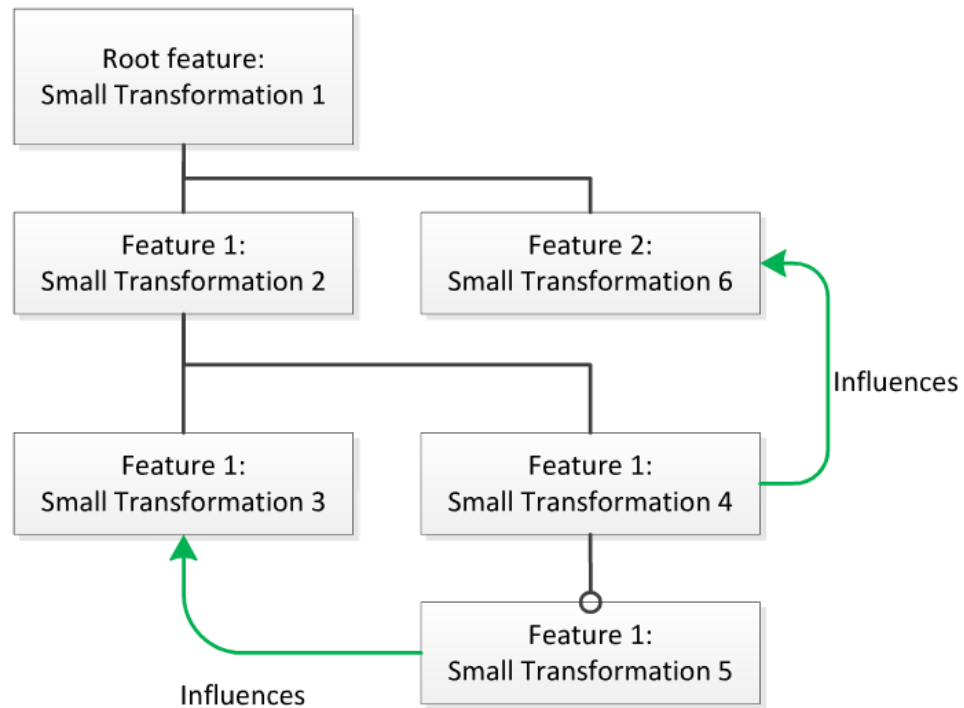 Root feature:
Small Transformation 1
Feature 1:
Small Transformation 2
Feature 2:
Small Transformation 6
Influences
Feature 1:
Small Transformation 3
Feature 1:
Small Transformation 4
Feature 1:
Small Transformation 5
Influences